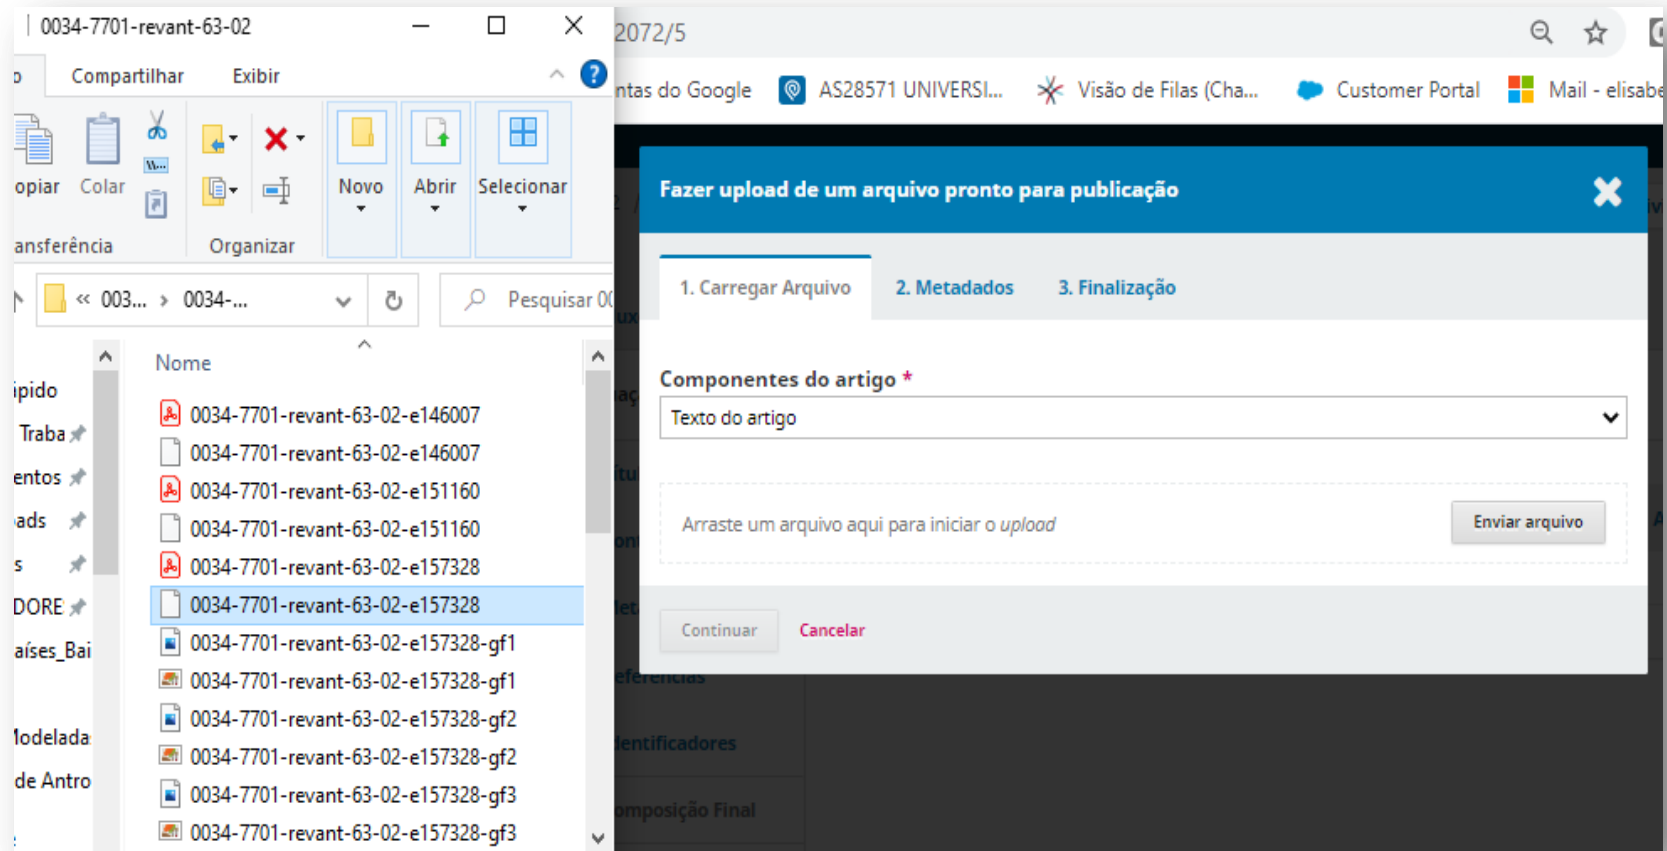 0034-7701-revant-63-02
Compartilhar Exibir
opiar Colar
Novo Abrir Selecionar
ansferência Organizar
« 003... › 0034-...
Pesquisar 00
ápido
Traba
entos
ads
s
DORE
aíses_Bai
Modelada
de Antro
Nome
0034-7701-revant-63-02-e146007
0034-7701-revant-63-02-e146007
0034-7701-revant-63-02-e151160
0034-7701-revant-63-02-e151160
0034-7701-revant-63-02-e157328
0034-7701-revant-63-02-e157328
0034-7701-revant-63-02-e157328-gf1
0034-7701-revant-63-02-e157328-gf1
0034-7701-revant-63-02-e157328-gf2
0034-7701-revant-63-02-e157328-gf2
0034-7701-revant-63-02-e157328-gf3
0034-7701-revant-63-02-e157328-gf3
2072/5
ntas do Google AS28571 UNIVERSI... Visão de Filas (Cha... Customer Portal Mail - elisabe
Fazer upload de um arquivo pronto para publicação
1. Carregar Arquivo 2. Metadados 3. Finalização
Componentes do artigo *
Texto do artigo
Arraste um arquivo aqui para iniciar o upload
Enviar arquivo
Continuar Cancelar
eferências
dentificadores
omposição Final